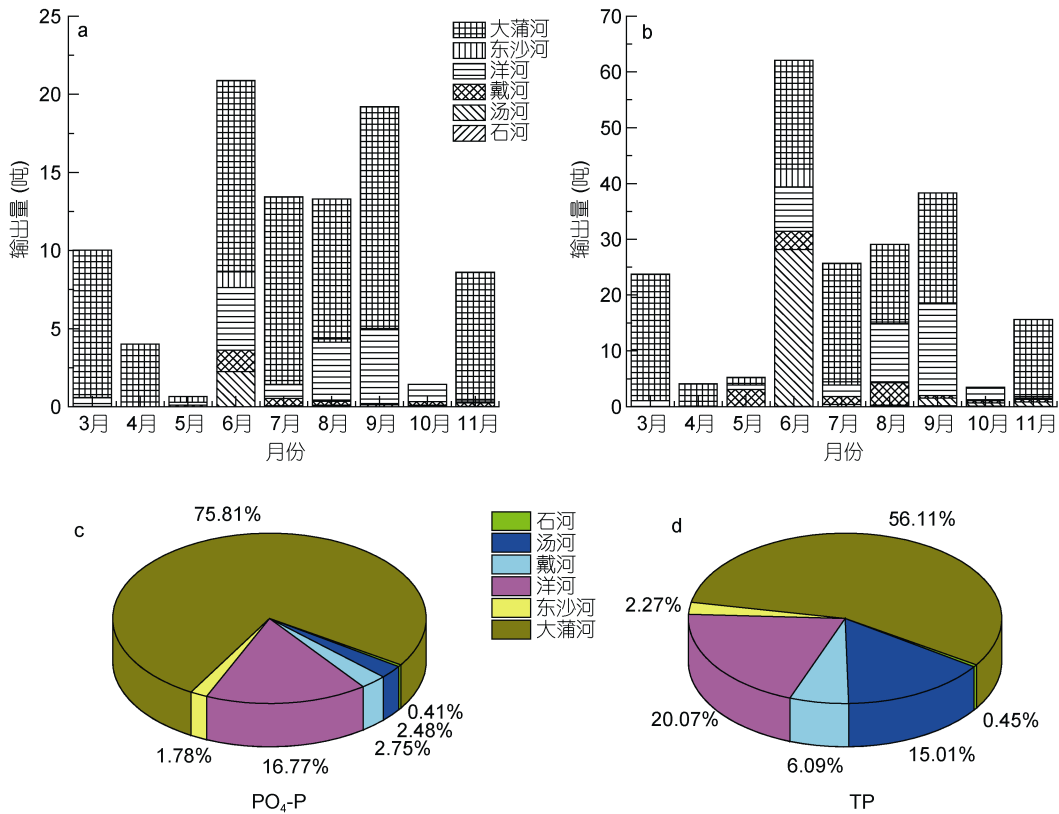 a
25
20
15
10
5
0
输出量 (吨)
大蒲河
东沙河
洋河
戴河
汤河
石河
3月 4月 5月 6月 7月 8月 9月 10月 11月
月份
b
70
60
50
40
30
20
10
0
输出量 (吨)
3月 4月 5月 6月 7月 8月 9月 10月 11月
月份
c
75.81%
0.41%
2.48%
2.75%
16.77%
1.78%
PO₄-P
石河
汤河
戴河
洋河
东沙河
大蒲河
d
56.11%
2.27%
20.07%
6.09%
15.01%
0.45%
TP